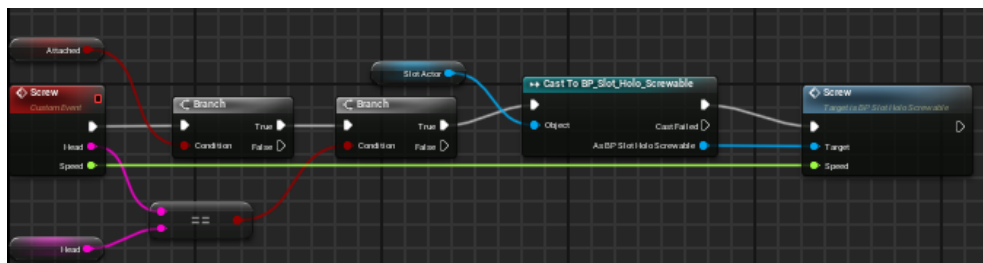 Attached
Screw
Custom Event
Head
Speed
Branch
True
Condition
False
Slot Actor
Branch
True
Condition
False
Cast To BP_Slot_Holo_Screwable
Object
Cast Failed
As BP Slot Holo Screwable
Screw
Target is BP Slot Holo Screwable
Target
Speed
==
Head